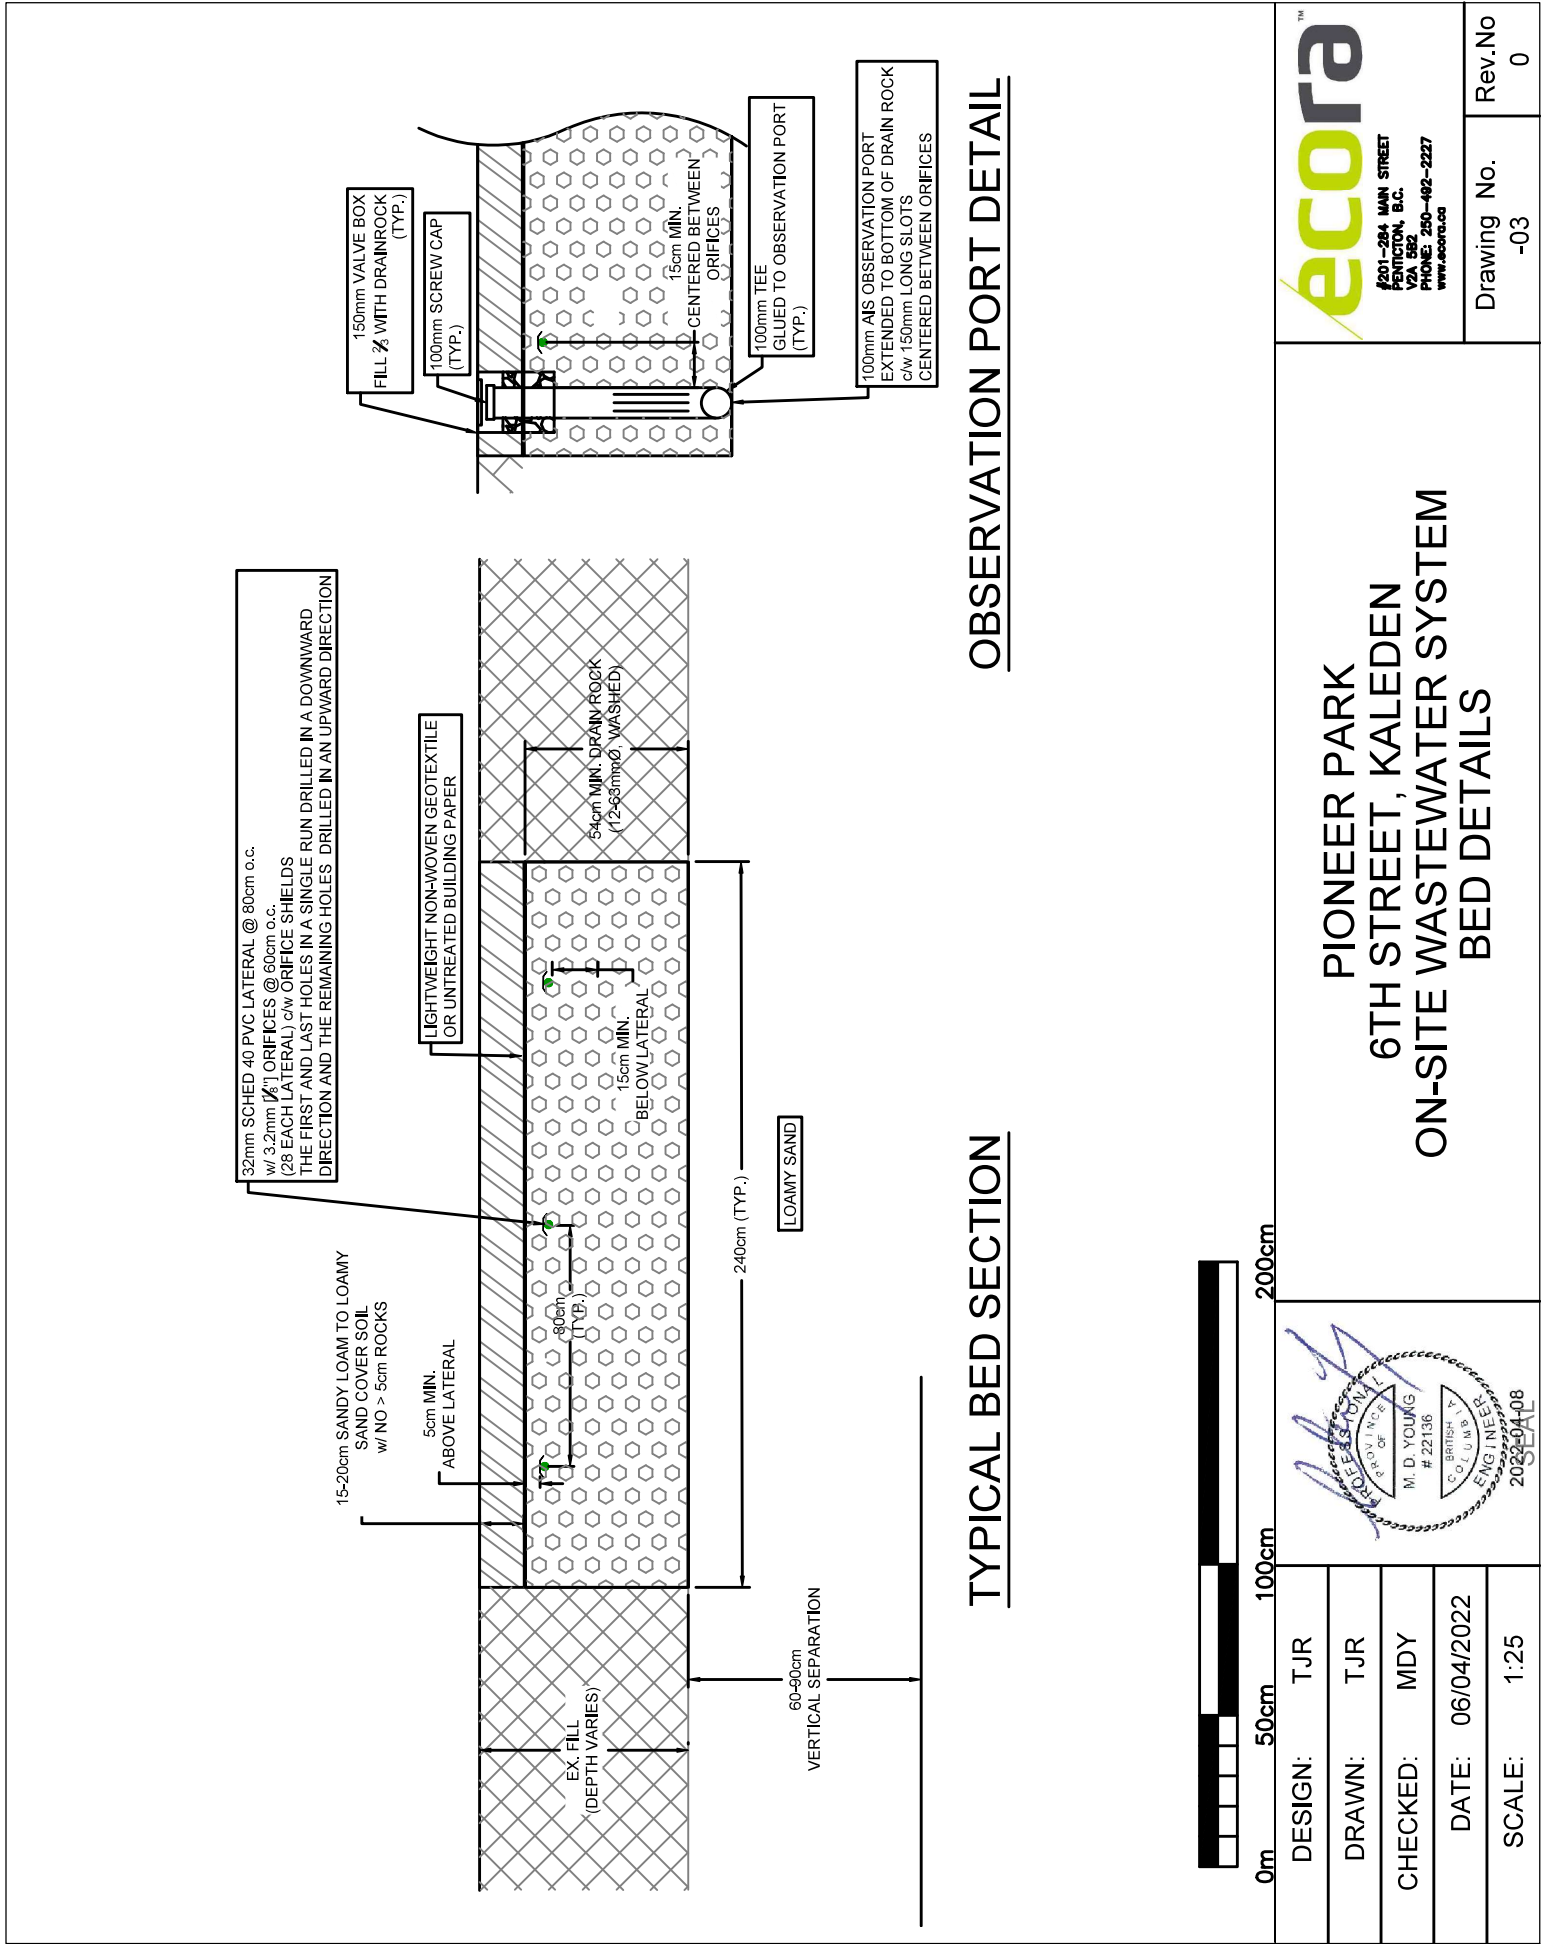 32mm SCHED 40 PVC LATERAL @ 80cm o.c.
w/ 3.2mm [⅛"] ORIFICES @ 60cm o.c.
(28 EACH LATERAL) c/w ORIFICE SHIELDS
THE FIRST AND LAST HOLES IN A SINGLE RUN DRILLED IN A DOWNWARD
DIRECTION AND THE REMAINING HOLES DRILLED IN AN UPWARD DIRECTION
15-20cm SANDY LOAM TO LOAMY
SAND COVER SOIL
w/ NO > 5cm ROCKS
5cm MIN.
ABOVE LATERAL
LIGHTWEIGHT NON-WOVEN GEOTEXTILE
OR UNTREATED BUILDING PAPER
EX. FILL
(DEPTH VARIES)
80cm
(TYP.)
15cm MIN.
BELOW LATERAL
54cm MIN. DRAIN ROCK
(12-63mmØ, WASHED)
240cm (TYP.)
60-90cm
VERTICAL SEPARATION
LOAMY SAND
TYPICAL BED SECTION
150mm VALVE BOX
FILL ⅔ WITH DRAINROCK
(TYP.)
100mm SCREW CAP
(TYP.)
15cm MIN.
CENTERED BETWEEN
ORIFICES
100mm TEE
GLUED TO OBSERVATION PORT
(TYP.)
100mm AIS OBSERVATION PORT
EXTENDED TO BOTTOM OF DRAIN ROCK
c/w 150mm LONG SLOTS
CENTERED BETWEEN ORIFICES
OBSERVATION PORT DETAIL
0m 50cm 100cm 200cm
DESIGN: TJR
DRAWN: TJR
CHECKED: MDY
DATE: 06/04/2022
SCALE: 1:25
PROFESSIONAL
PROVINCE
OF
M. D. YOUNG
# 22136
BRITISH
COLUMBIA
ENGINEER
2022-04-08
SEAL
PIONEER PARK
6TH STREET, KALEDEN
ON-SITE WASTEWATER SYSTEM
BED DETAILS
ecora™
#201-284 MAIN STREET
PENTICTON, B.C.
V2A 5B2
PHONE: 250-492-2227
www.ecora.ca
Drawing No.
-03
Rev.No
0